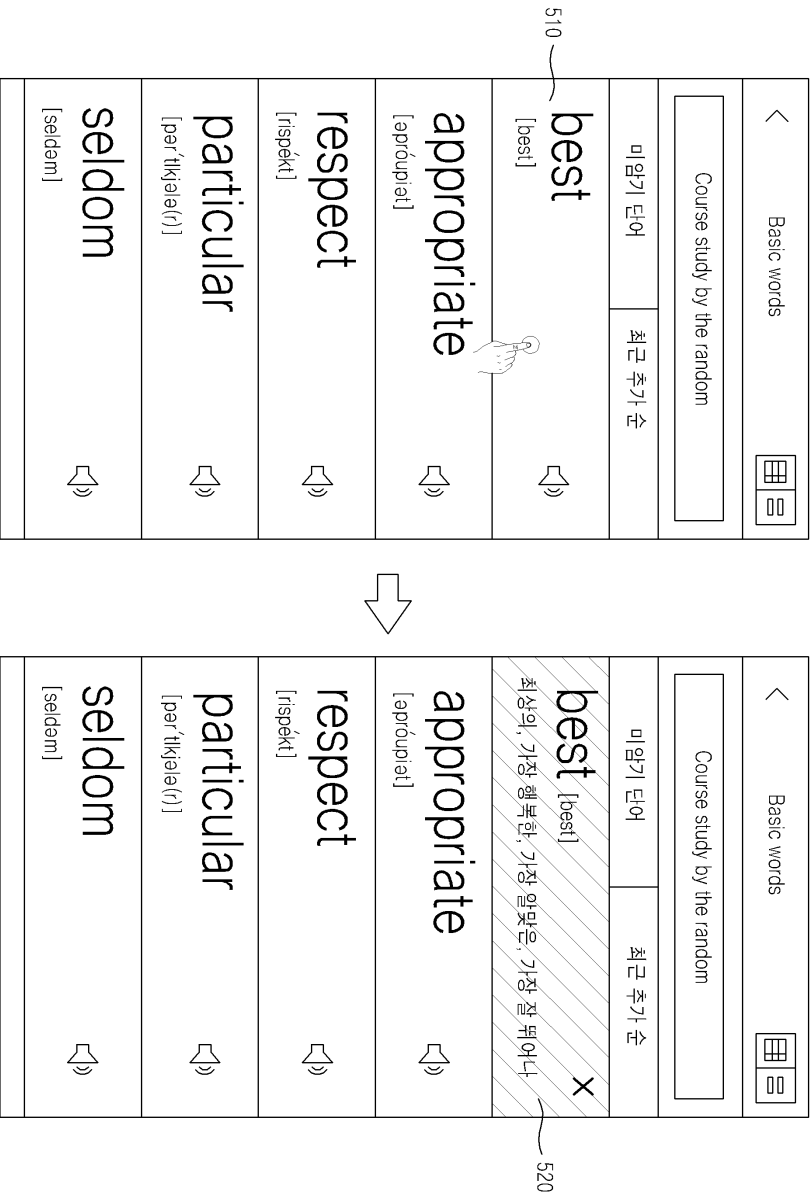 510
<
Basic words
Course study by the random
미암기 단어
최근 추가 순
best
[best]
appropriate
[əpróupiət]
respect
[rispékt]
particular
[pər´tlkjələ(r)]
seldom
[seldəm]
<
Basic words
Course study by the random
미암기 단어
최근 추가 순
best [best]
X
최상의, 가장 행복한, 가장 알맞은, 가장 잘 뛰어나
appropriate
[əpróupiət]
respect
[rispékt]
particular
[pər´tlkjələ(r)]
seldom
[seldəm]
520